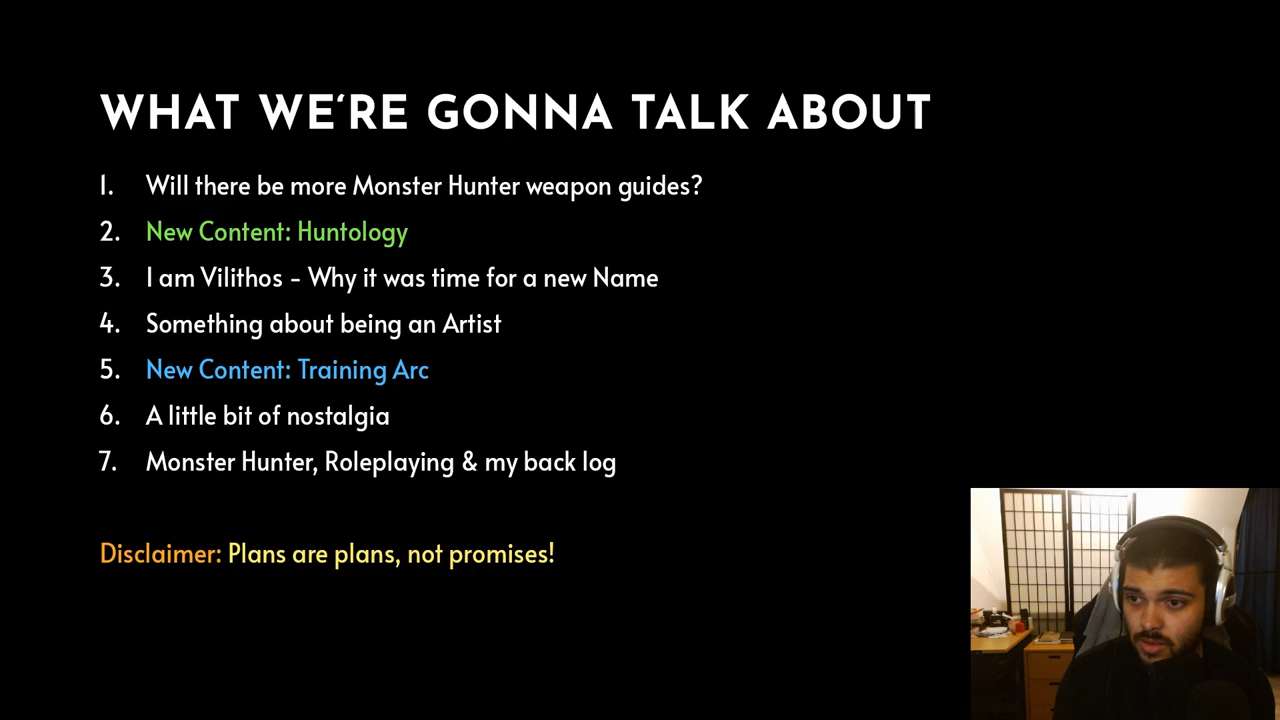 WHAT WE‘RE GONNA TALK ABOUT
1. Will there be more Monster Hunter weapon guides?
2. New Content: Huntology
3. I am Vilithos - Why it was time for a new Name
4. Something about being an Artist
5. New Content: Training Arc
6. A little bit of nostalgia
7. Monster Hunter, Roleplaying & my back log
Disclaimer: Plans are plans, not promises!